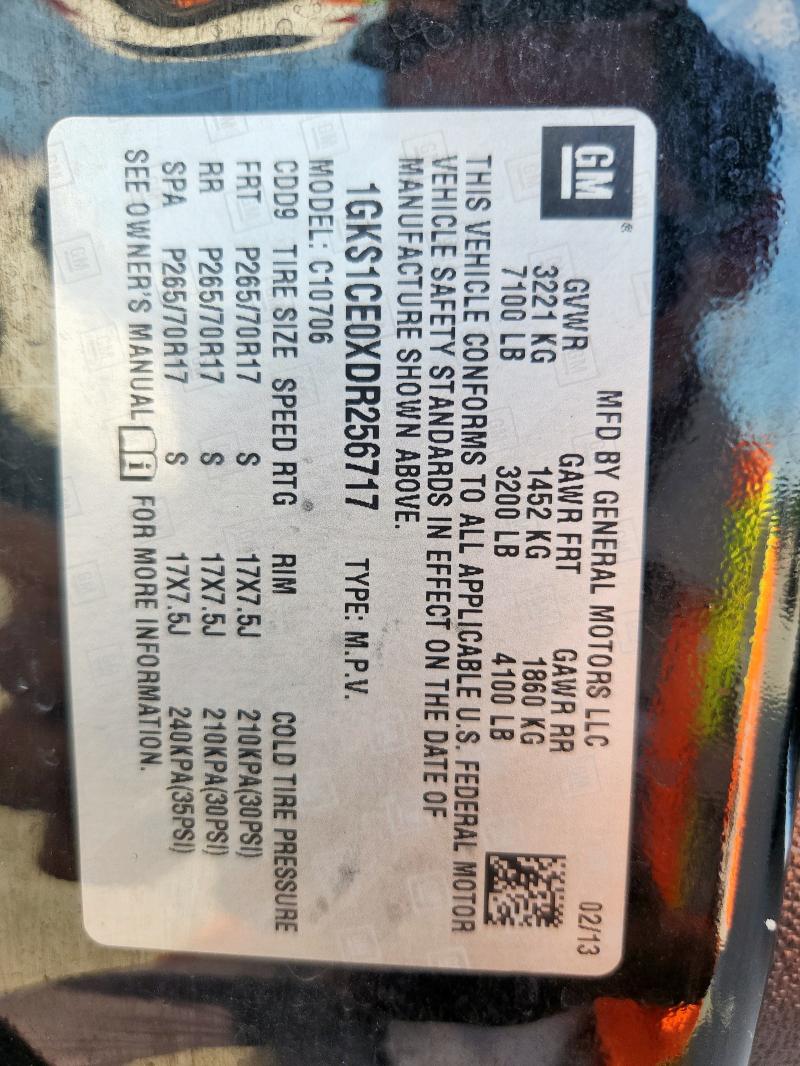 GM®
MFD BY GENERAL MOTORS LLC 02/13
GVWR GAWR FRT GAWR RR
3221 KG 1452 KG 1860 KG
7100 LB 3200 LB 4100 LB
THIS VEHICLE CONFORMS TO ALL APPLICABLE U.S. FEDERAL MOTOR
VEHICLE SAFETY STANDARDS IN EFFECT ON THE DATE OF
MANUFACTURE SHOWN ABOVE.
1GKS1CE0XDR256717 TYPE: M.P.V.
MODEL: C10706
CDD9 TIRE SIZE SPEED RTG RIM COLD TIRE PRESSURE
FRT P265/70R17 S 17X7.5J 210KPA(30PSI)
RR P265/70R17 S 17X7.5J 210KPA(30PSI)
SPA P265/70R17 S 17X7.5J 240KPA(35PSI)
SEE OWNER'S MANUAL i FOR MORE INFORMATION.